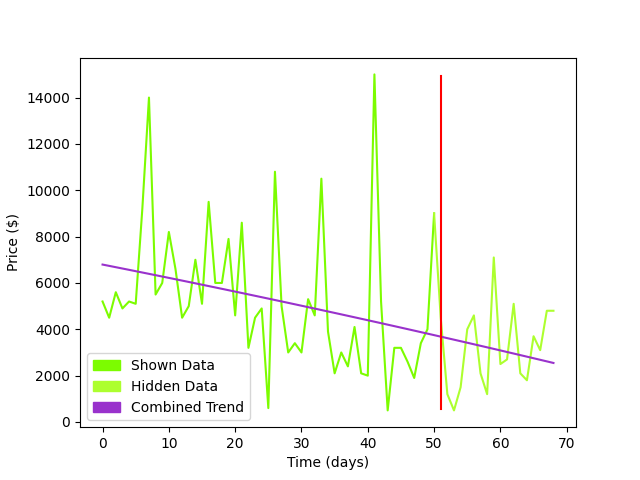 14000
12000
10000
8000
6000
4000
2000
0
Price ($)
Shown Data
Hidden Data
Combined Trend
0 10 20 30 40 50 60 70
Time (days)